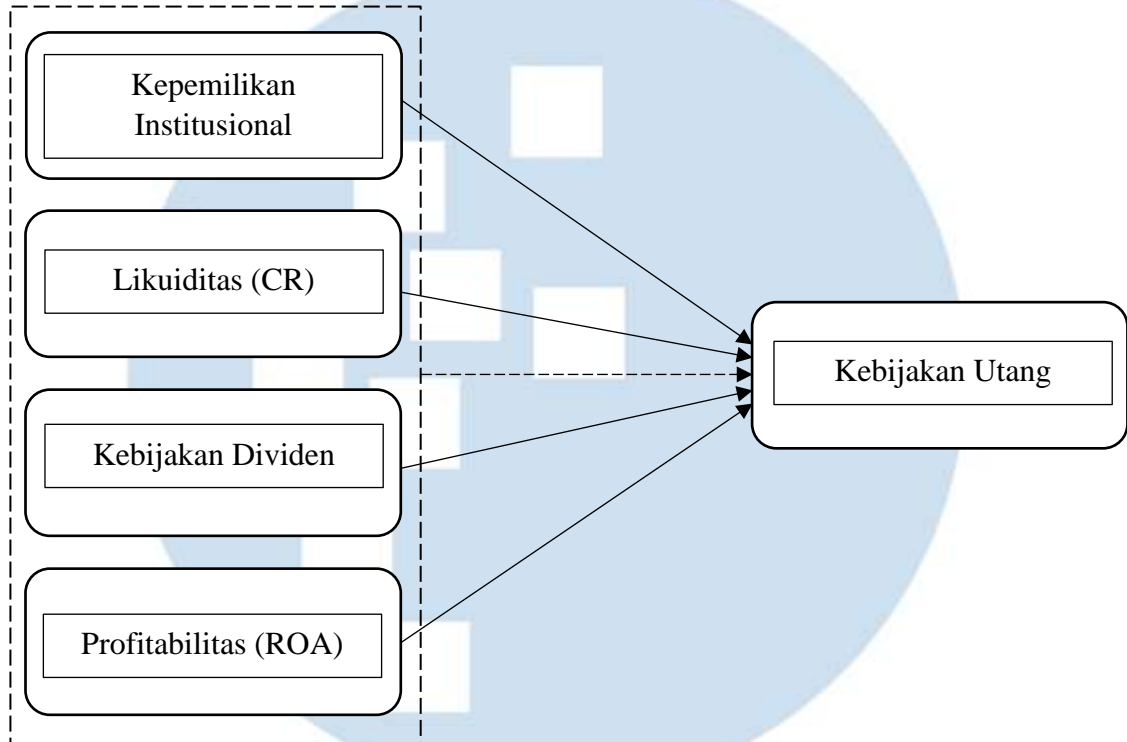 Kepemilikan
Institusional
Likuiditas (CR)
Kebijakan Utang
Kebijakan Dividen
Profitabilitas (ROA)